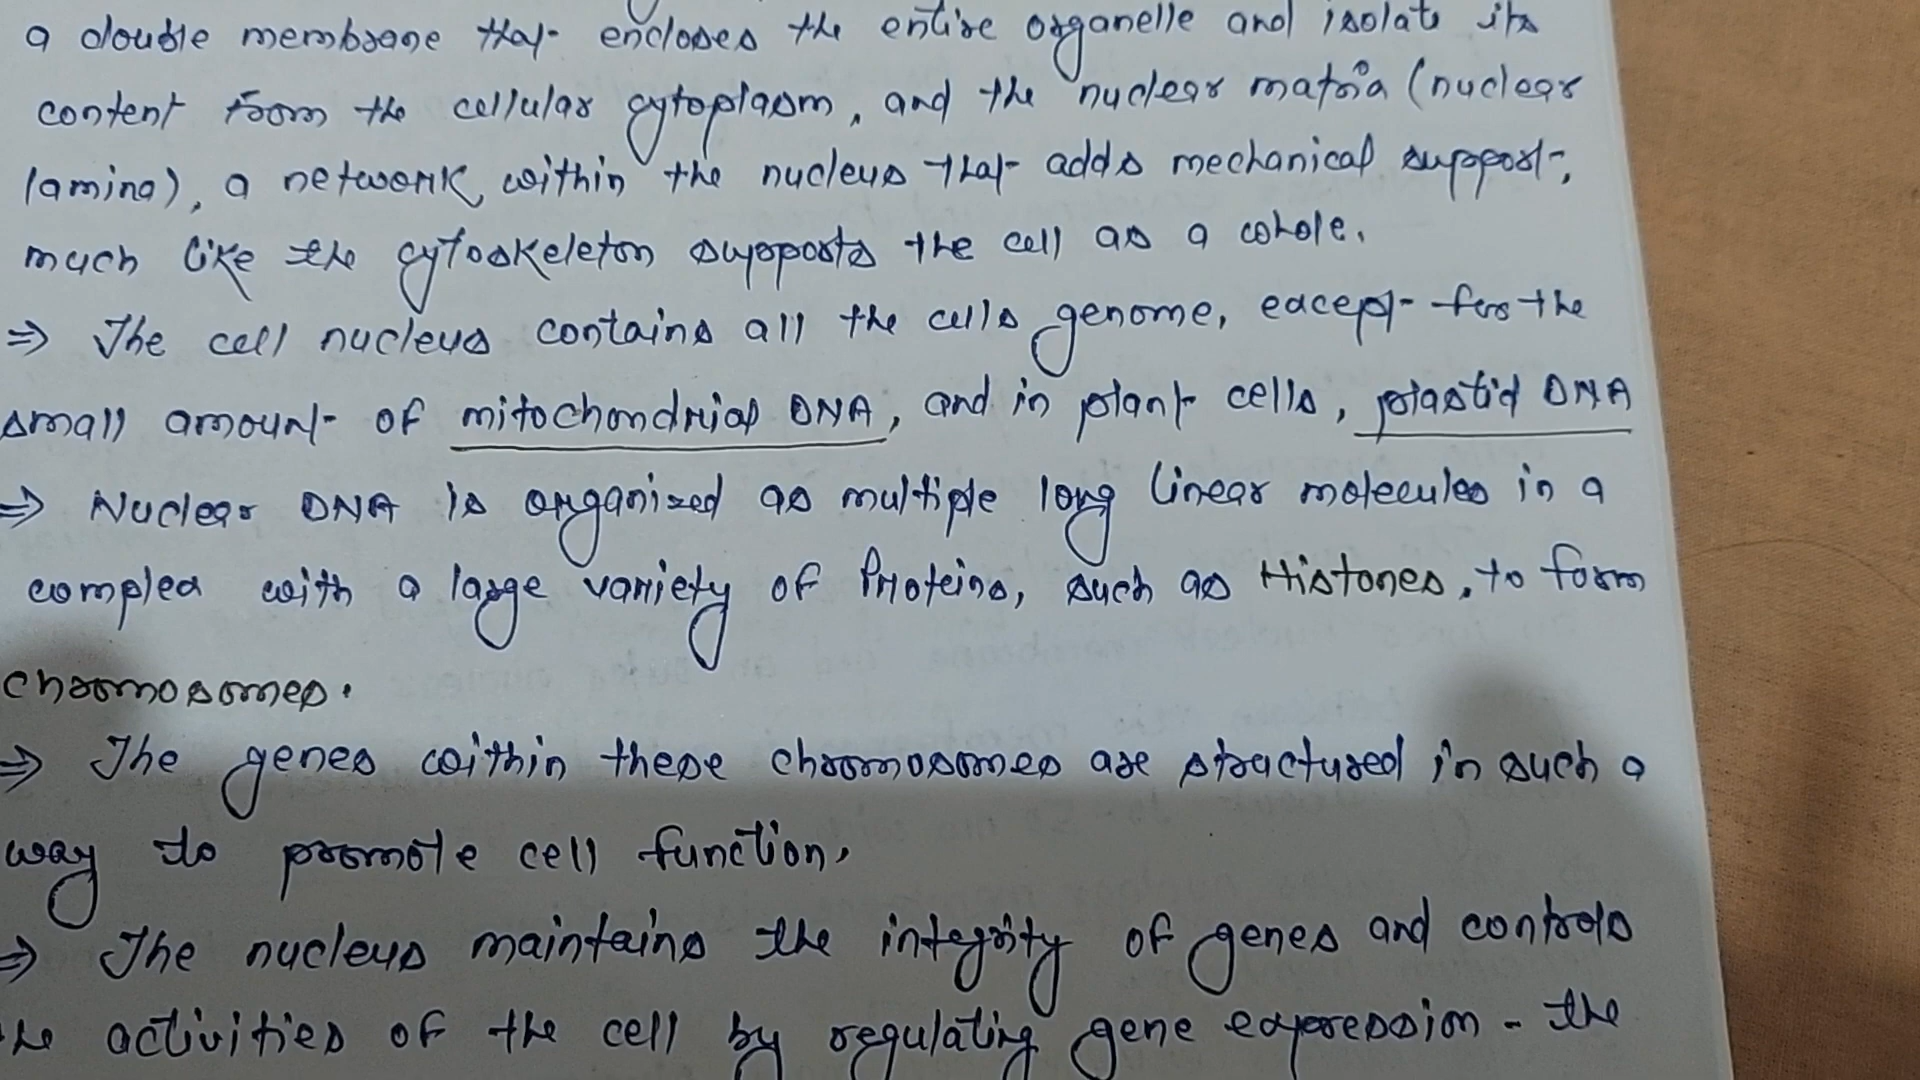 a double membrane that encloses the entire organelle and isolate its
content from the cellular cytoplasm, and the nuclear matrix (nuclear
lamina), a network within the nucleus that adds mechanical support,
much like the cytoskeleton supports the cell as a whole.
⇒ The cell nucleus contains all the cells genome, except for the
small amount of mitochondrial DNA, and in plant cells, plastid DNA
⇒ Nuclear DNA is organized as multiple long linear molecules in a
complex with a large variety of Proteins, such as Histones, to form
chromosomes.
⇒ The genes within these chromosomes are structured in such a
way to promote cell function.
⇒ The nucleus maintains the integrity of genes and controls
the activities of the cell by regulating gene expression - the